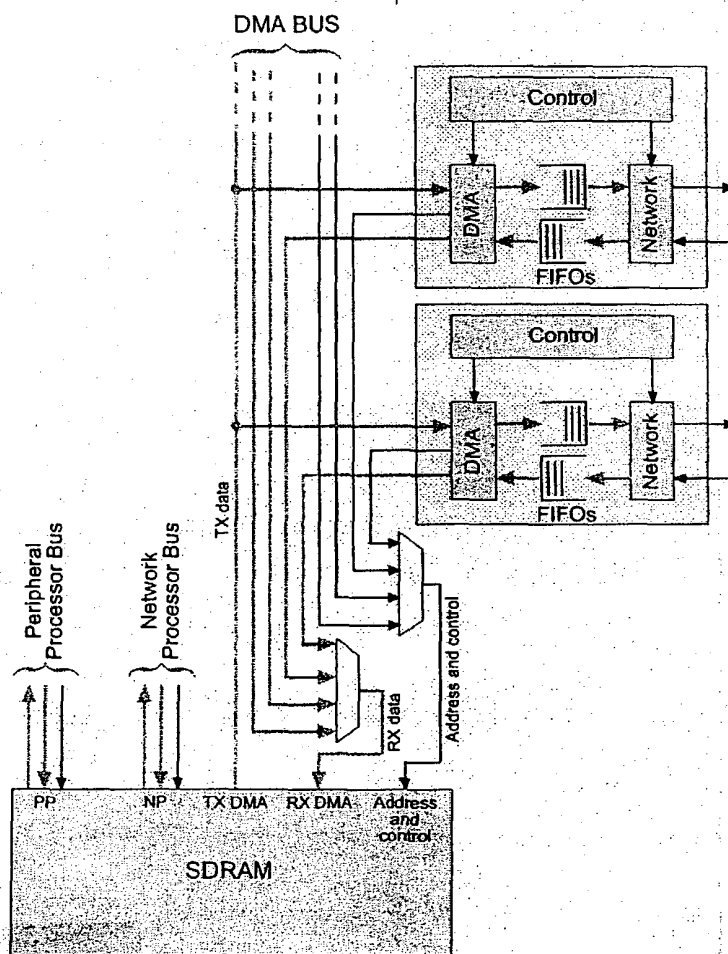 DMA BUS
Control
DMA
Network
FIFOs
Control
DMA
Network
FIFOs
TX data
Peripheral
Processor Bus
Network
Processor Bus
Address and control
RX data
PP
NP
TX DMA
RX DMA
Address
and
control
SDRAM